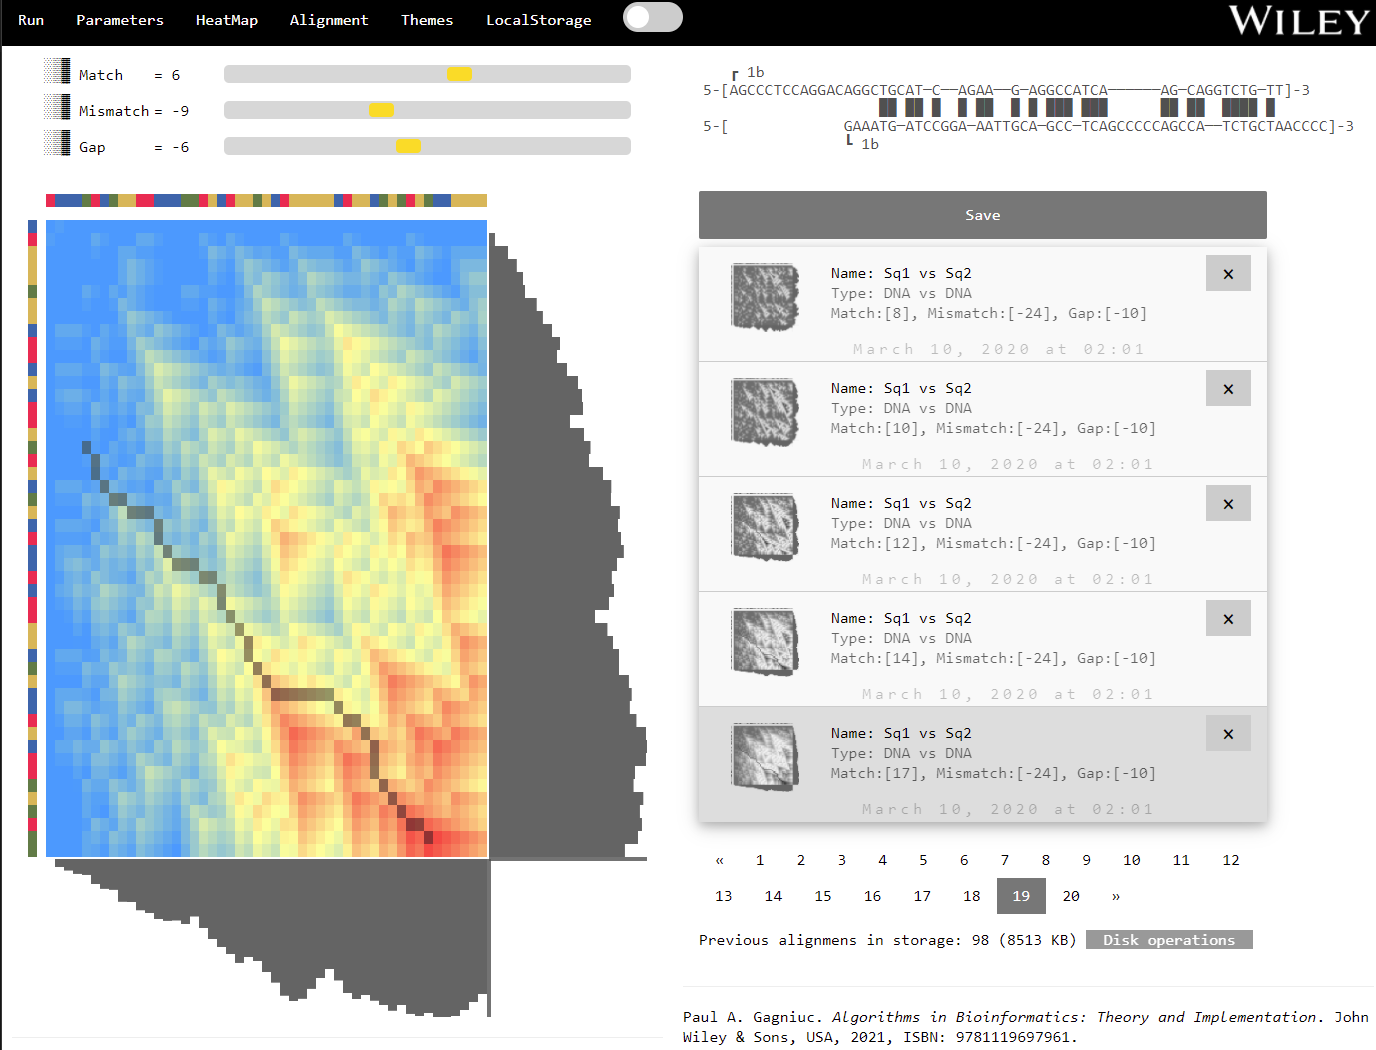 Run Parameters HeatMap Alignment Themes LocalStorage WILEY
Match = 6
Mismatch = -9
Gap = -6
┏ 1b
5-[AGCCCTCCAGGACAGGCTGCAT—C——AGAA——G—AGGCCATCA——————AG—CAGGTCTG—TT]-3
5-[ GAAATG—ATCCGGA—AATTGCA—GCC—TCAGCCCCCAGCCA——TCTGCTAACCCC]-3
┗ 1b
Save
Name: Sq1 vs Sq2 ×
Type: DNA vs DNA
Match:[8], Mismatch:[-24], Gap:[-10]
March 10, 2020 at 02:01
Name: Sq1 vs Sq2 ×
Type: DNA vs DNA
Match:[10], Mismatch:[-24], Gap:[-10]
March 10, 2020 at 02:01
Name: Sq1 vs Sq2 ×
Type: DNA vs DNA
Match:[12], Mismatch:[-24], Gap:[-10]
March 10, 2020 at 02:01
Name: Sq1 vs Sq2 ×
Type: DNA vs DNA
Match:[14], Mismatch:[-24], Gap:[-10]
March 10, 2020 at 02:01
Name: Sq1 vs Sq2 ×
Type: DNA vs DNA
Match:[17], Mismatch:[-24], Gap:[-10]
March 10, 2020 at 02:01
« 1 2 3 4 5 6 7 8 9 10 11 12
13 14 15 16 17 18 19 20 »
Previous alignmens in storage: 98 (8513 KB) Disk operations
Paul A. Gagniuc. Algorithms in Bioinformatics: Theory and Implementation. John
Wiley & Sons, USA, 2021, ISBN: 9781119697961.